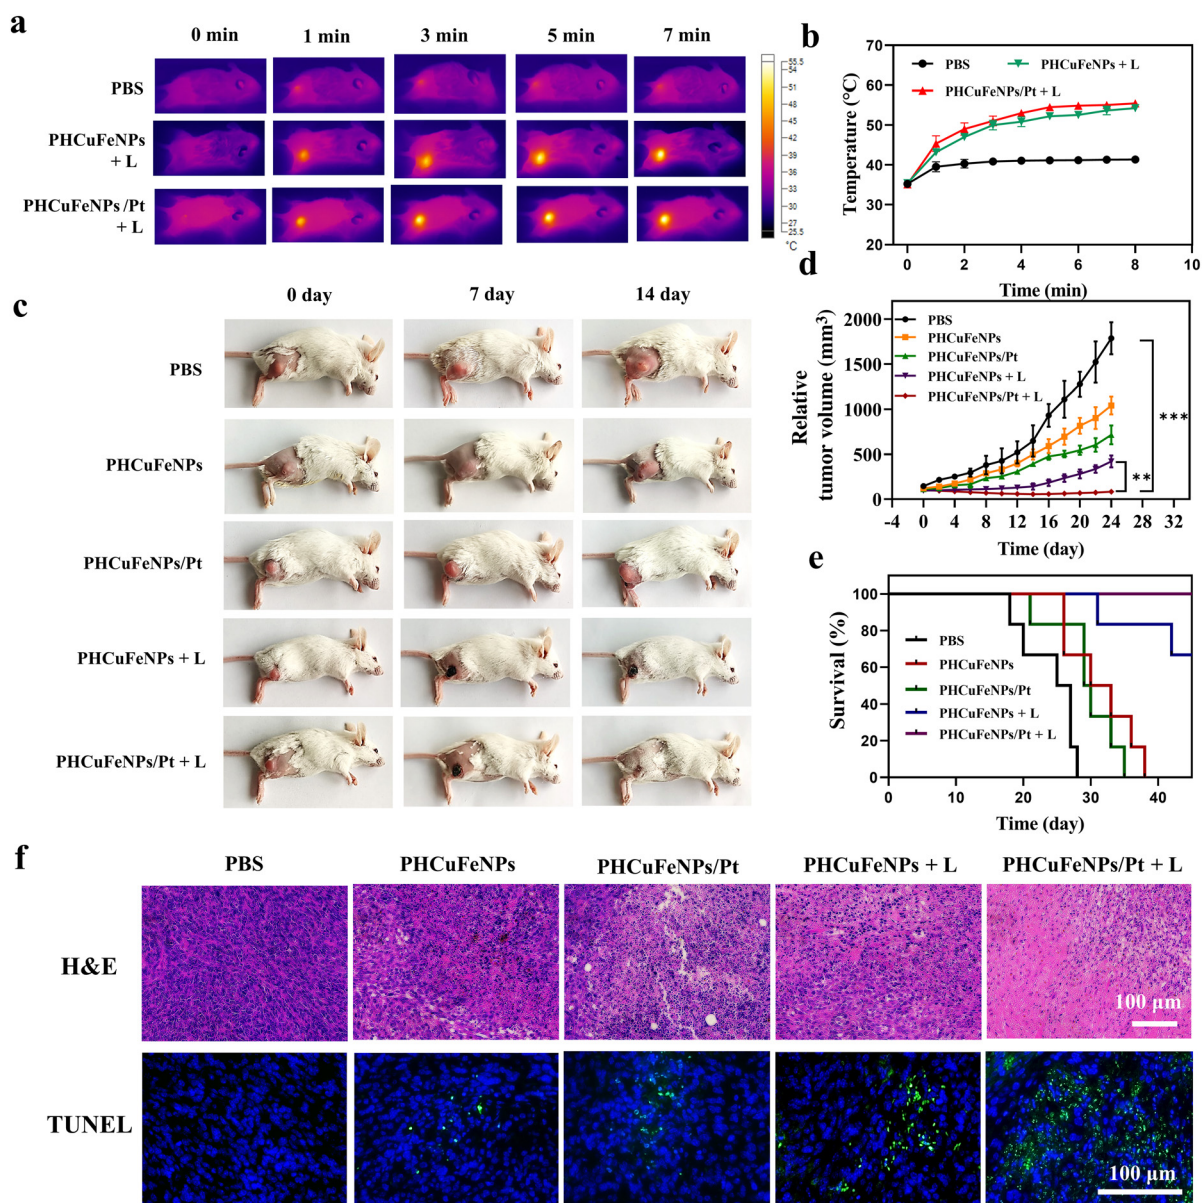 a
0 min 1 min 3 min 5 min 7 min
PBS
PHCuFeNPs
+ L
PHCuFeNPs /Pt
+ L
55.5
54
51
48
45
42
39
36
33
30
27
25.5
°C
b
Temperature (°C)
70
60
50
40
30
20
PBS PHCuFeNPs + L
PHCuFeNPs/Pt + L
0 2 4 6 8 10
Time (min)
c
0 day 7 day 14 day
PBS
PHCuFeNPs
PHCuFeNPs/Pt
PHCuFeNPs + L
PHCuFeNPs/Pt + L
d
Relative
tumor volume (mm³)
2000
1500
1000
500
0
PBS
PHCuFeNPs
PHCuFeNPs/Pt
PHCuFeNPs + L
PHCuFeNPs/Pt + L
***
**
-4 0 4 8 12 16 20 24 28 32
Time (day)
e
Survival (%)
100
80
60
40
20
0
PBS
PHCuFeNPs
PHCuFeNPs/Pt
PHCuFeNPs + L
PHCuFeNPs/Pt + L
0 10 20 30 40
Time (day)
f
PBS PHCuFeNPs PHCuFeNPs/Pt PHCuFeNPs + L PHCuFeNPs/Pt + L
H&E
100 μm
TUNEL
100 μm